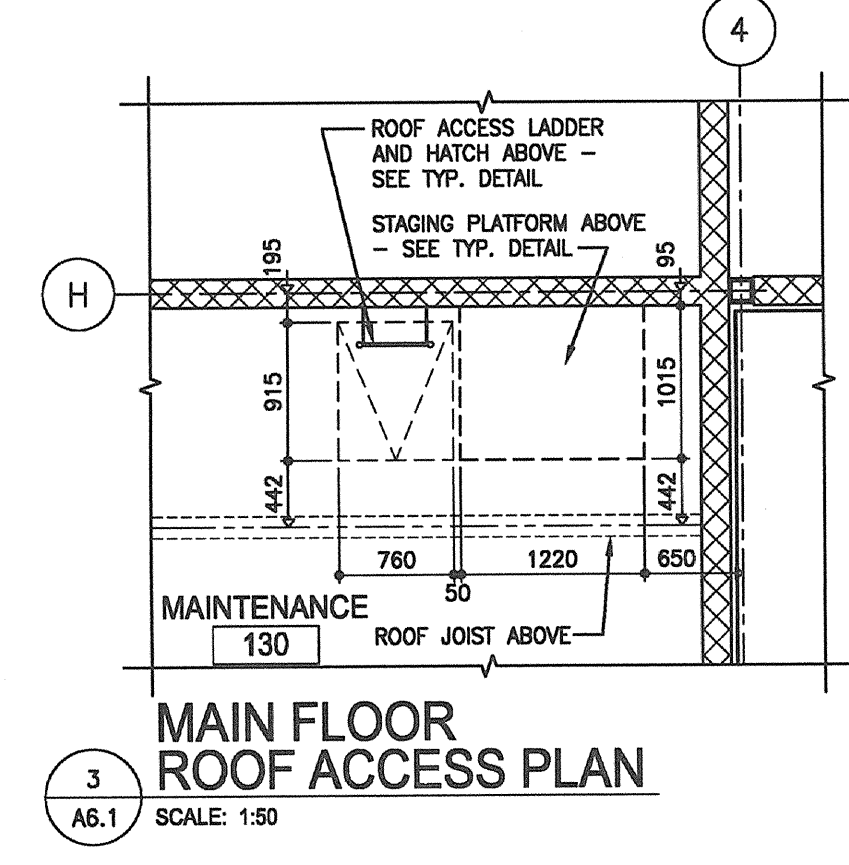 4
ROOF ACCESS LADDER
AND HATCH ABOVE –
SEE TYP. DETAIL
STAGING PLATFORM ABOVE
– SEE TYP. DETAIL
195
95
H
915
1015
442
442
760
1220
650
50
MAINTENANCE
130
ROOF JOIST ABOVE
MAIN FLOOR
ROOF ACCESS PLAN
3
A6.1
SCALE: 1:50